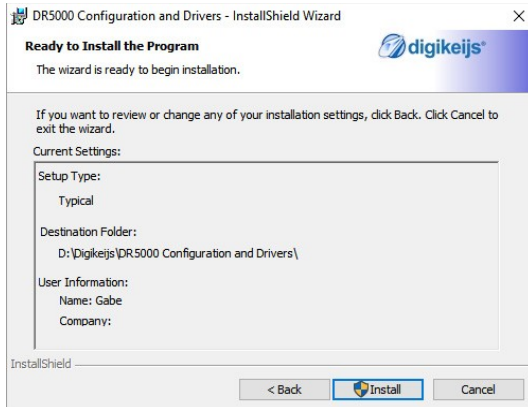 DR5000 Configuration and Drivers - InstallShield Wizard
Ready to Install the Program
The wizard is ready to begin installation.
digikeijs®
If you want to review or change any of your installation settings, click Back. Click Cancel to
exit the wizard.
Current Settings:
Setup Type:
Typical
Destination Folder:
D:\Digikeijs\DR5000 Configuration and Drivers\
User Information:
Name: Gabe
Company:
InstallShield
< Back
Install
Cancel